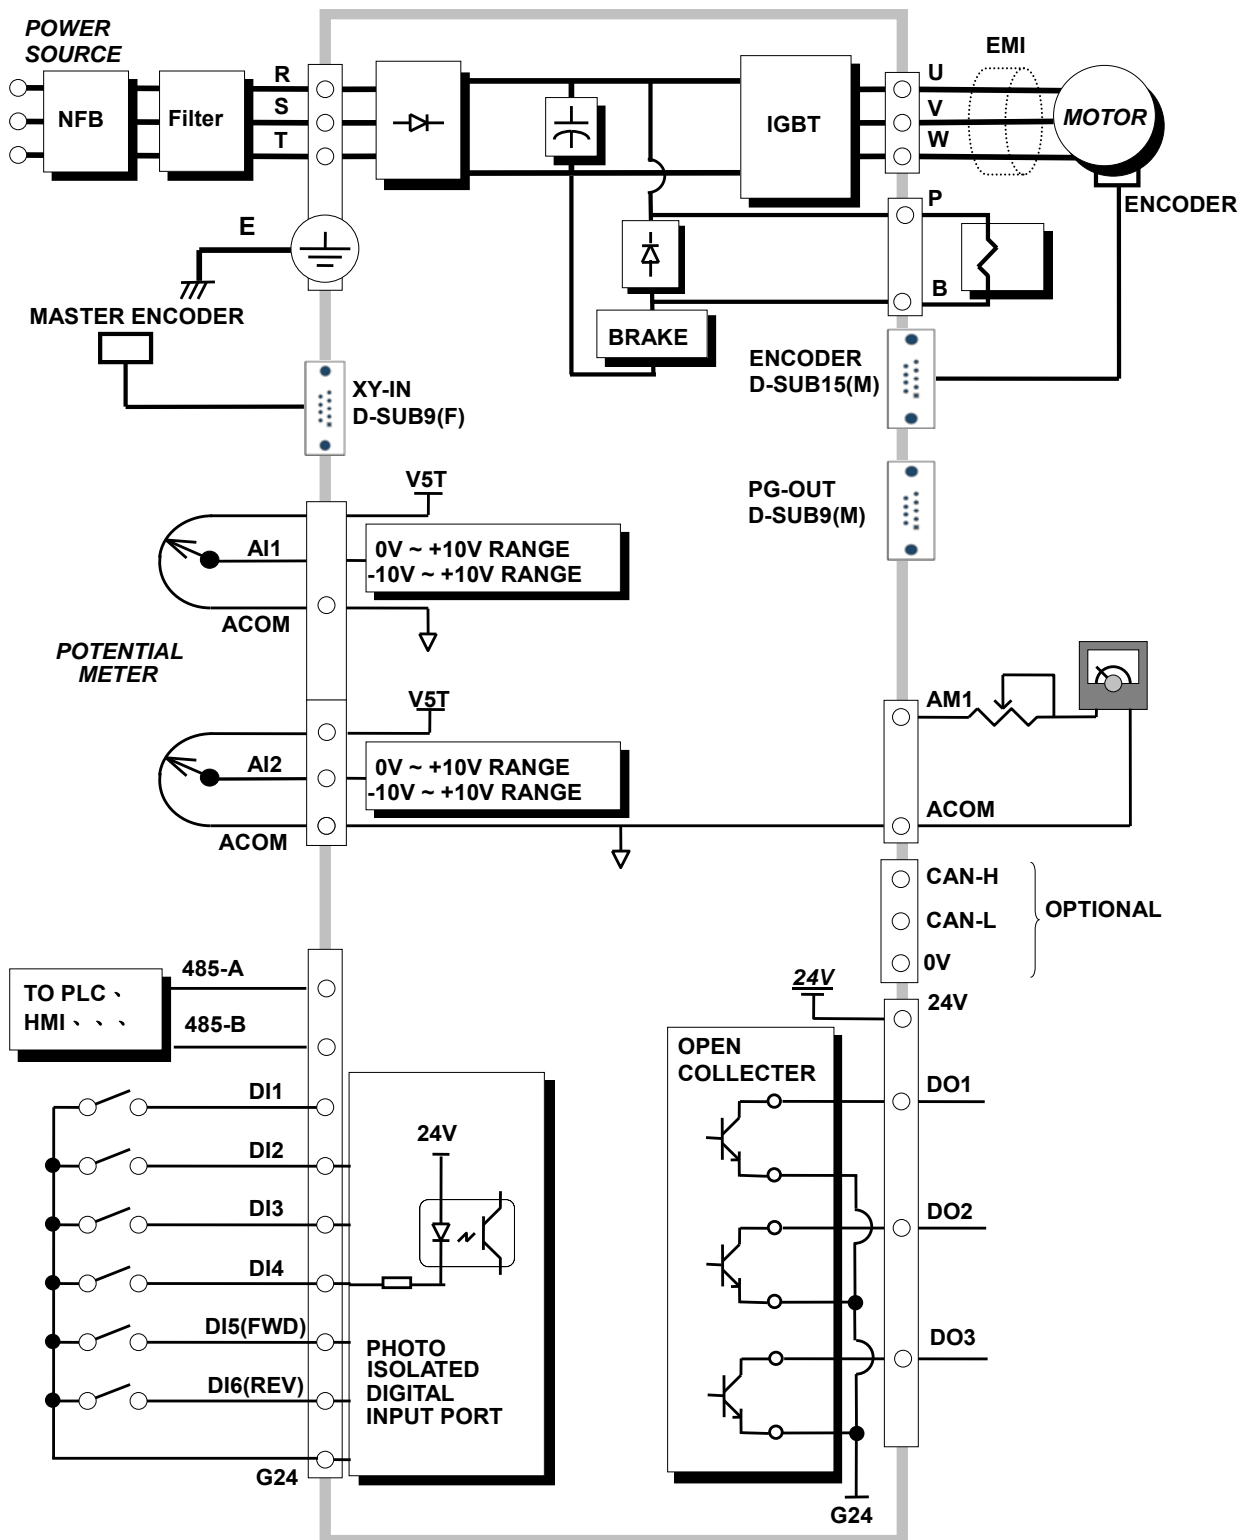 POWER
SOURCE
NFB
Filter
R
S
T
E
IGBT
U
V
W
EMI
MOTOR
ENCODER
P
B
BRAKE
MASTER ENCODER
XY-IN
D-SUB9(F)
ENCODER
D-SUB15(M)
PG-OUT
D-SUB9(M)
V5T
AI1
0V ~ +10V RANGE
-10V ~ +10V RANGE
ACOM
POTENTIAL
METER
V5T
AI2
0V ~ +10V RANGE
-10V ~ +10V RANGE
ACOM
AM1
ACOM
CAN-H
CAN-L
0V
OPTIONAL
485-A
TO PLC、
HMI、、、
485-B
DI1
DI2
DI3
DI4
DI5(FWD)
DI6(REV)
G24
24V
PHOTO
ISOLATED
DIGITAL
INPUT PORT
24V
24V
OPEN
COLLECTER
DO1
DO2
DO3
G24